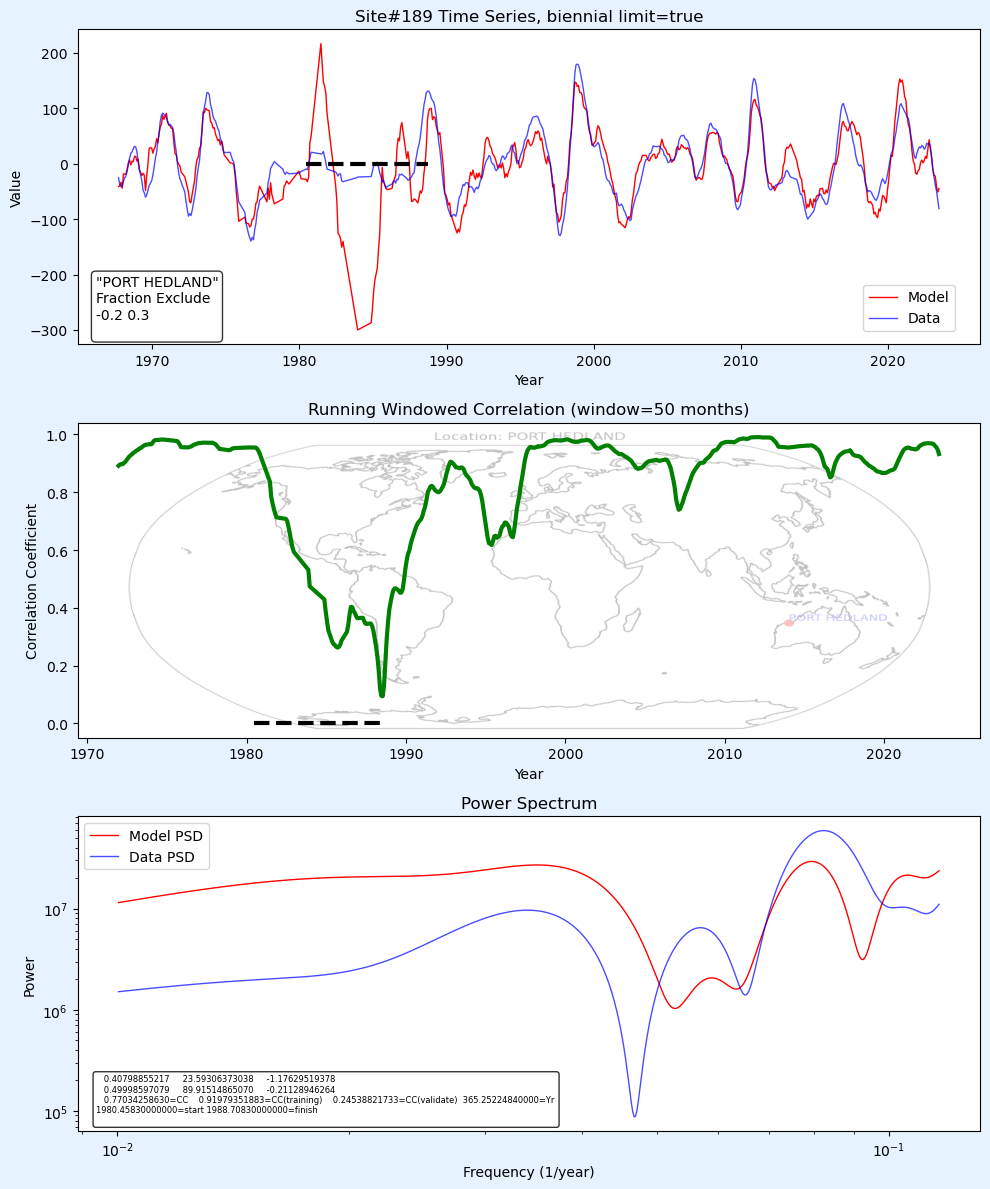 Site#189 Time Series, biennial limit=true
200
100
0
−100
−200
−300
Value
"PORT HEDLAND"
Fraction Exclude
-0.2 0.3
Model
Data
1970
1980
1990
2000
2010
2020
Year
Running Windowed Correlation (window=50 months)
Location: PORT HEDLAND
1.0
0.8
0.6
0.4
0.2
0.0
Correlation Coefficient
PORT HEDLAND
1970
1980
1990
2000
2010
2020
Year
Power Spectrum
Model PSD
Data PSD
10⁷
10⁶
10⁵
Power
0.40798855217 23.59306373038 -1.17629519378
0.49998597079 89.91514865070 -0.21128946264
0.77034258630=CC 0.91979351883=CC(training) 0.24538821733=CC(validate) 365.25224840000=Yr
1980.45830000000=start 1988.70830000000=finish
10⁻²
10⁻¹
Frequency (1/year)